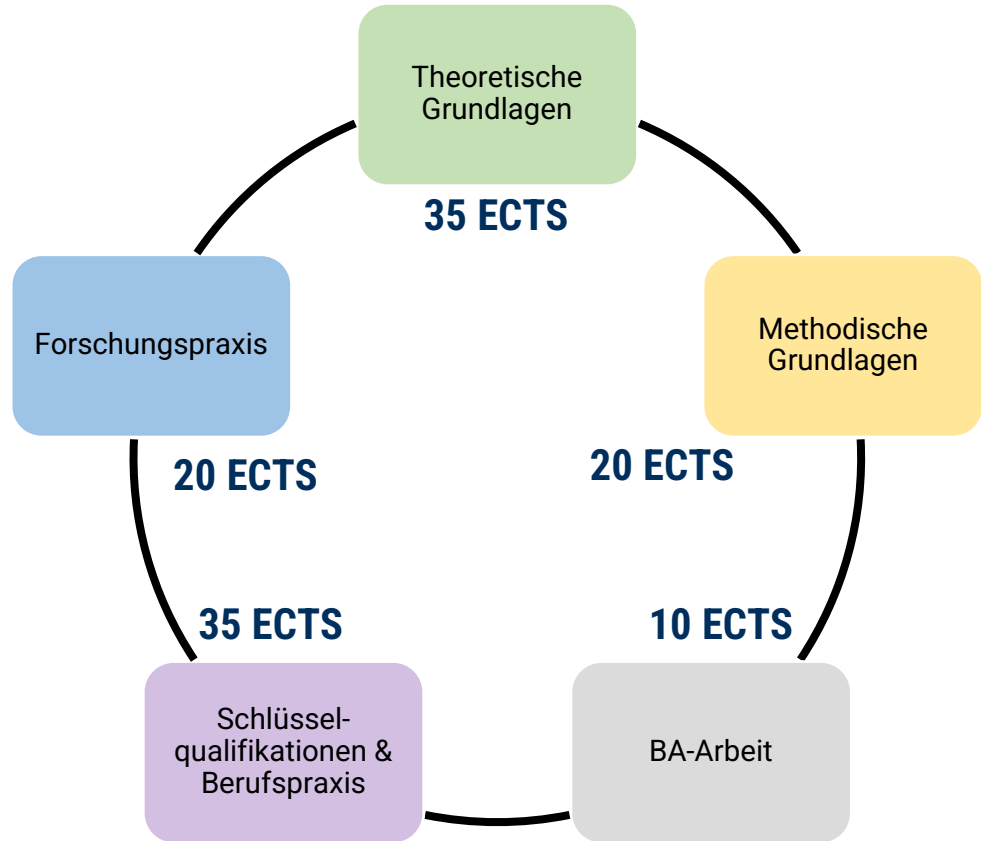 Theoretische
Grundlagen
35 ECTS
Forschungspraxis
20 ECTS
Methodische
Grundlagen
20 ECTS
35 ECTS
Schlüssel-
qualifikationen &
Berufspraxis
10 ECTS
BA-Arbeit